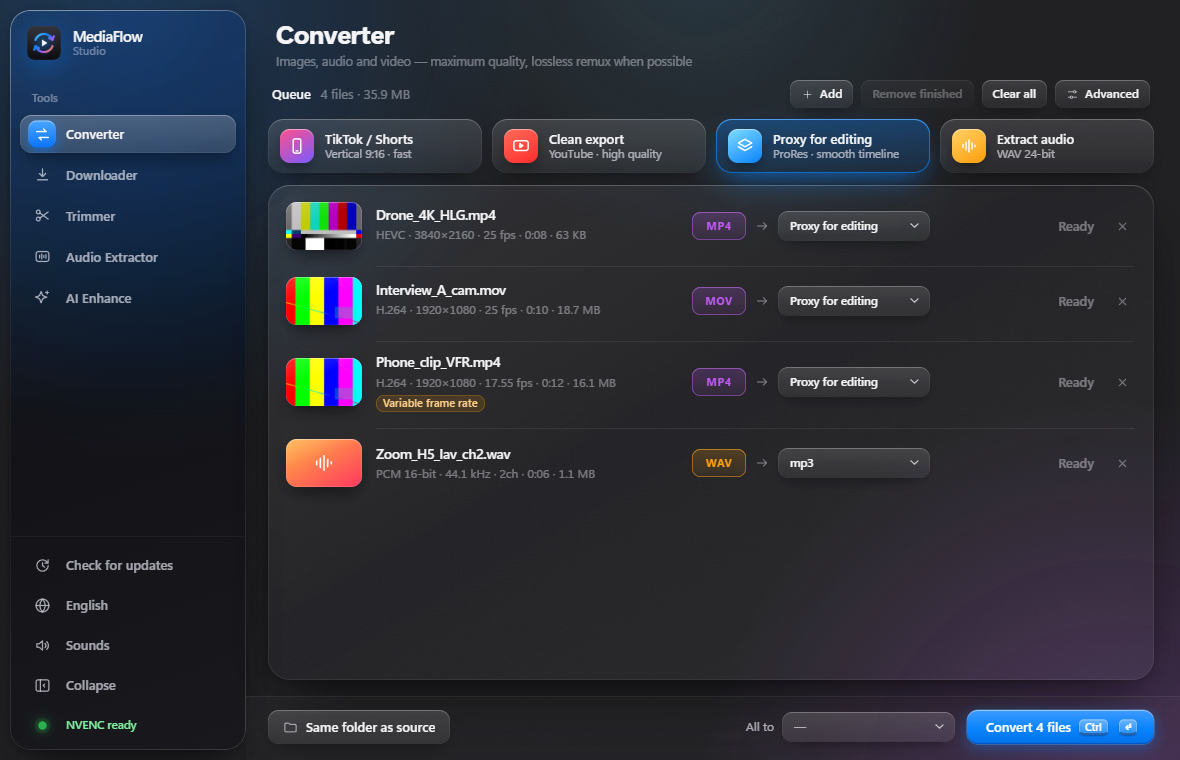 MediaFlow
Studio
Tools
Converter
Downloader
Trimmer
Audio Extractor
AI Enhance
Check for updates
English
Sounds
Collapse
NVENC ready
Converter
Images, audio and video — maximum quality, lossless remux when possible
Queue 4 files · 35.9 MB
+ Add
Remove finished
Clear all
Advanced
TikTok / Shorts
Vertical 9:16 · fast
Clean export
YouTube · high quality
Proxy for editing
ProRes · smooth timeline
Extract audio
WAV 24-bit
Drone_4K_HLG.mp4
HEVC · 3840×2160 · 25 fps · 0:08 · 63 KB
MP4 → Proxy for editing
Ready ×
Interview_A_cam.mov
H.264 · 1920×1080 · 25 fps · 0:10 · 18.7 MB
MOV → Proxy for editing
Ready ×
Phone_clip_VFR.mp4
H.264 · 1920×1080 · 17.55 fps · 0:12 · 16.1 MB
Variable frame rate
MP4 → Proxy for editing
Ready ×
Zoom_H5_lav_ch2.wav
PCM 16-bit · 44.1 kHz · 2ch · 0:06 · 1.1 MB
WAV → mp3
Ready ×
Same folder as source
All to —
Convert 4 files Ctrl ⏎